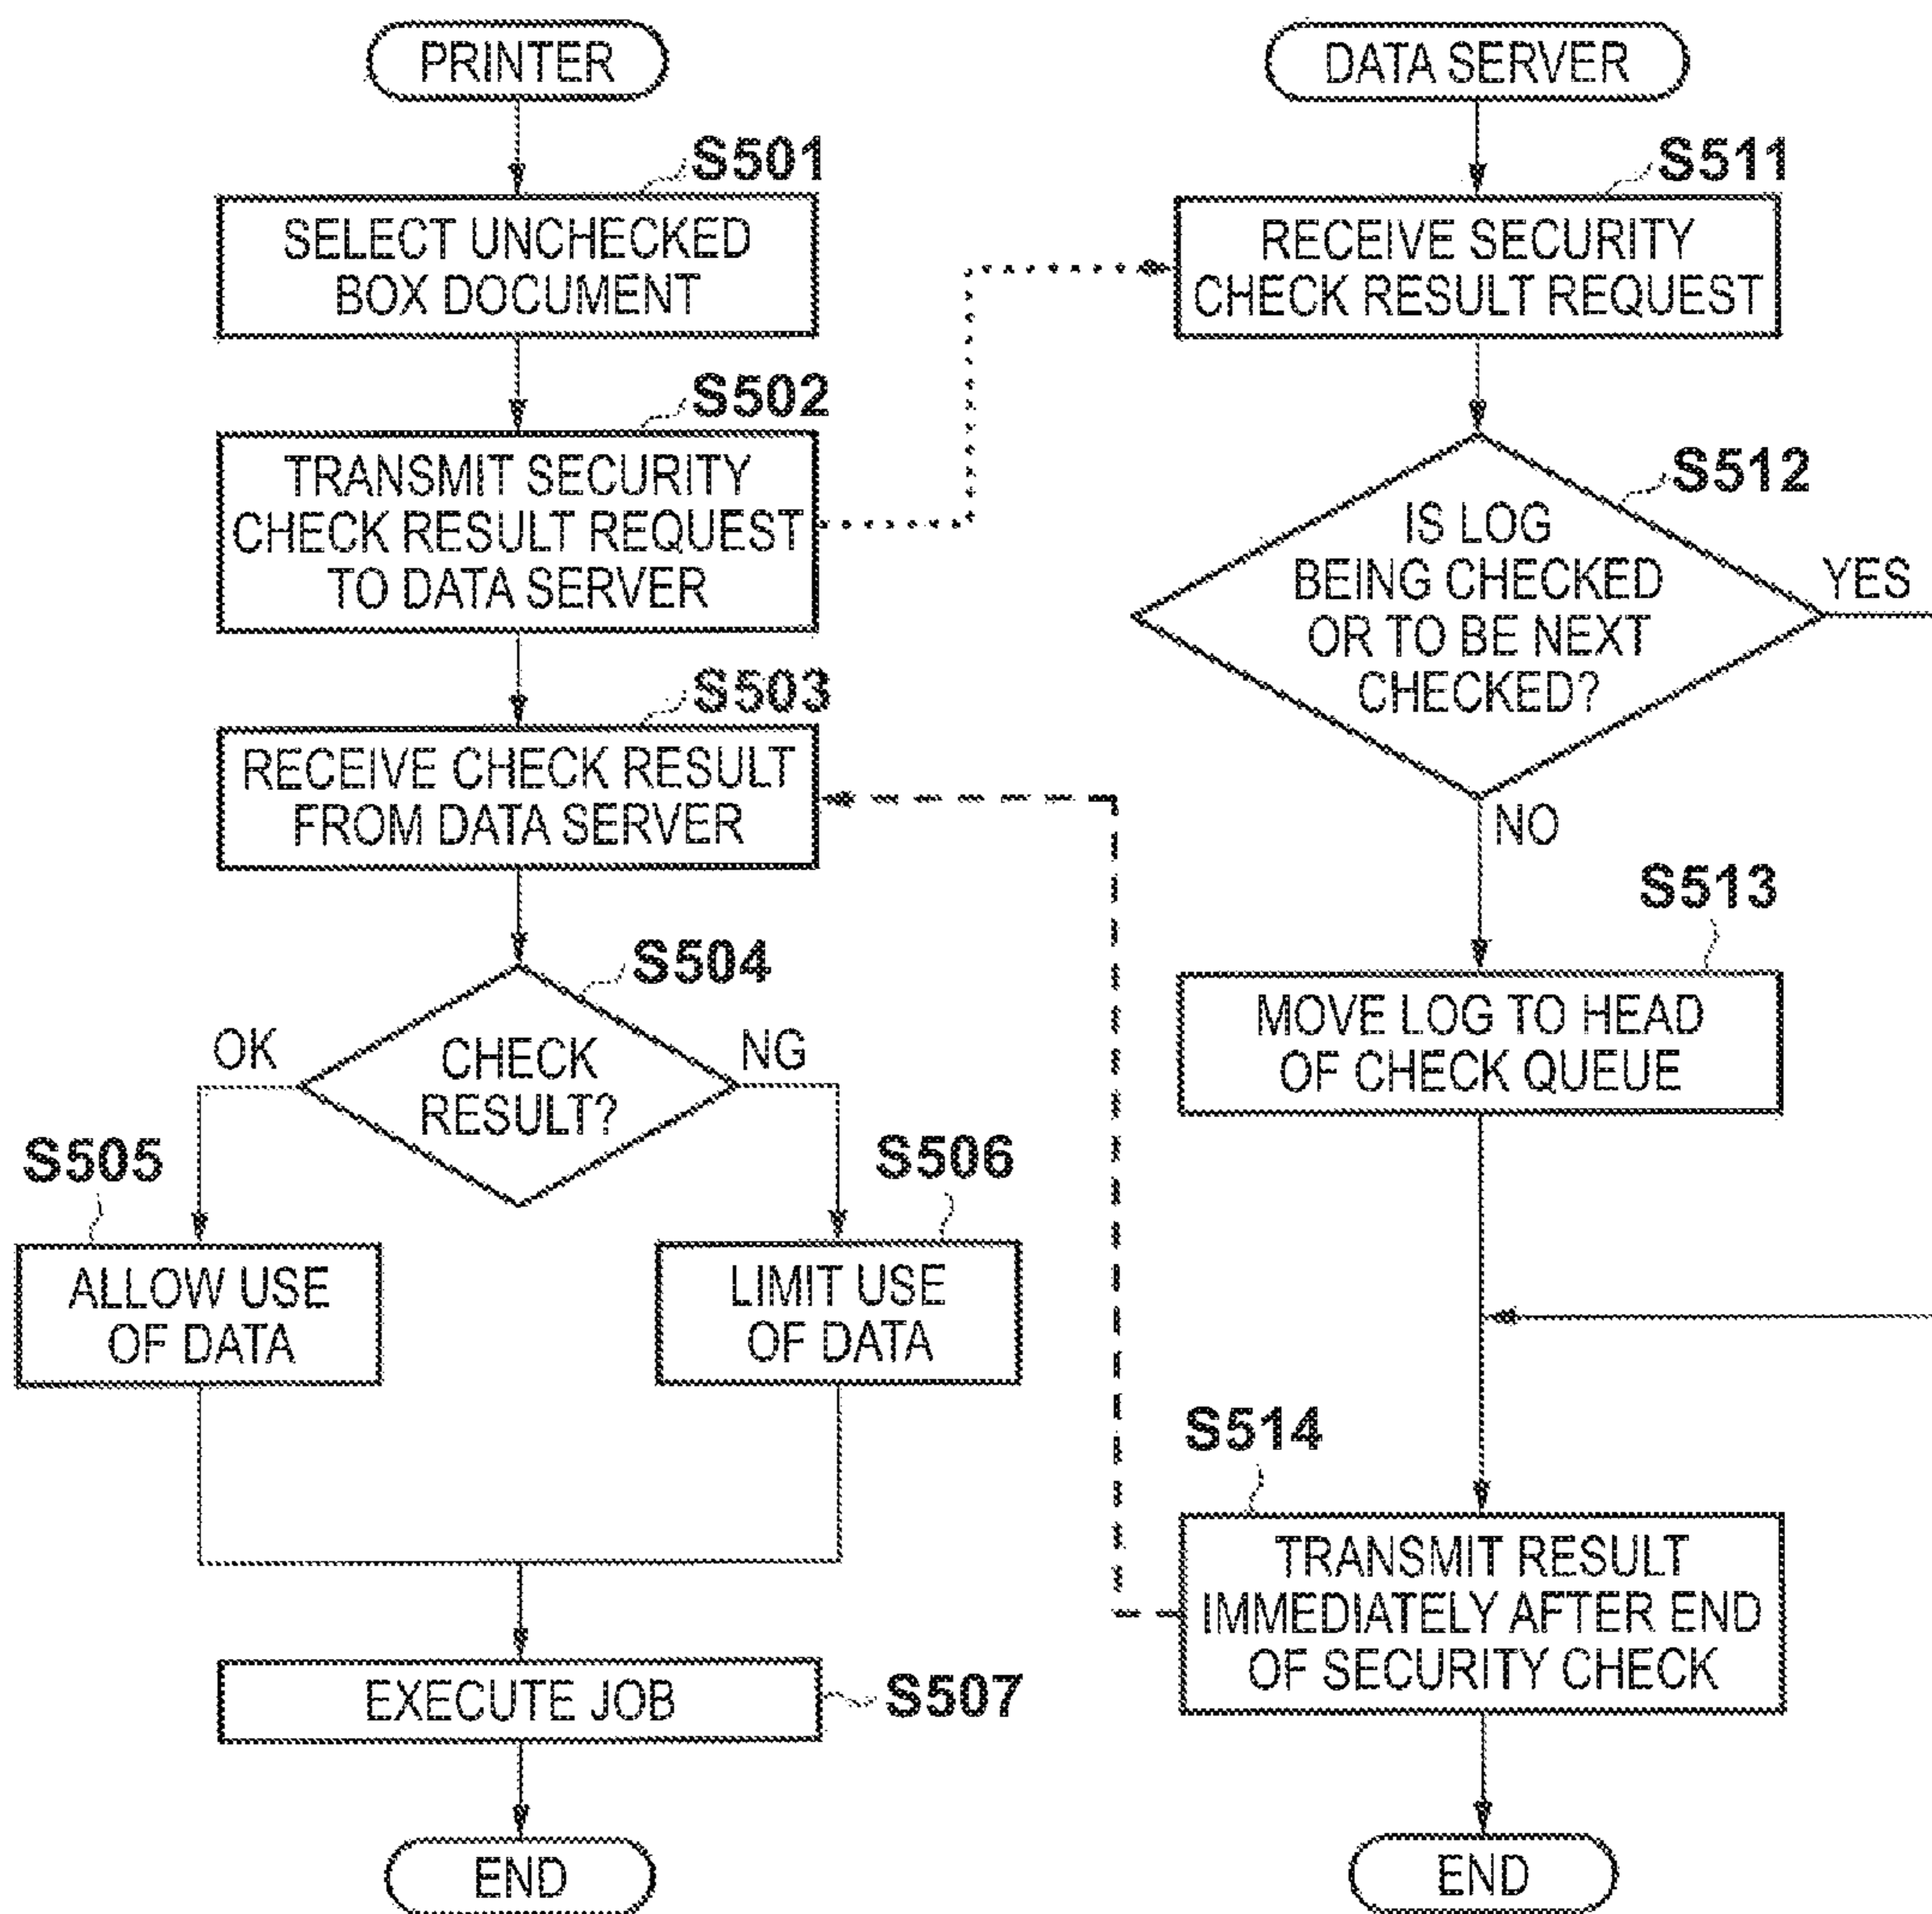 PRINTER
S501
SELECT UNCHECKED
BOX DOCUMENT
S502
TRANSMIT SECURITY
CHECK RESULT REQUEST
TO DATA SERVER
S503
RECEIVE CHECK RESULT
FROM DATA SERVER
S504
CHECK
RESULT?
OK
NG
S505
ALLOW USE
OF DATA
S506
LIMIT USE
OF DATA
EXECUTE JOB
S507
END
DATA SERVER
S511
RECEIVE SECURITY
CHECK RESULT REQUEST
S512
IS LOG
BEING CHECKED
OR TO BE NEXT
CHECKED?
YES
NO
S513
MOVE LOG TO HEAD
OF CHECK QUEUE
S514
TRANSMIT RESULT
IMMEDIATELY AFTER END
OF SECURITY CHECK
END